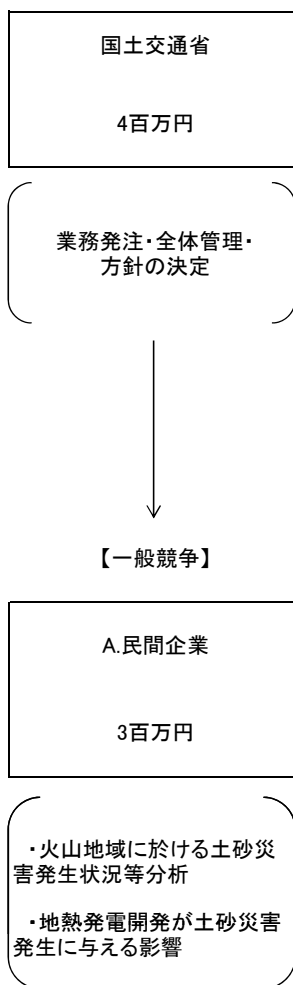 国土交通省
4百万円
業務発注・全体管理・
方針の決定
【一般競争】
A.民間企業
3百万円
・火山地域に於ける土砂災
害発生状況等分析
・地熱発電開発が土砂災害
発生に与える影響